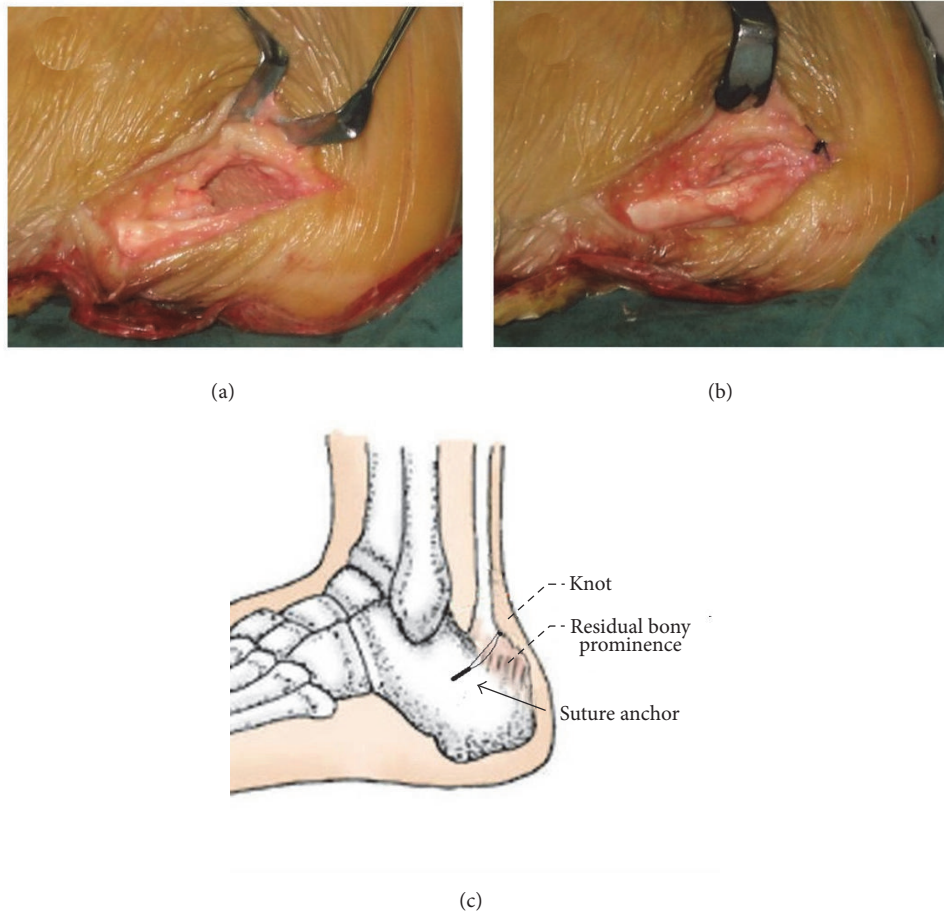 (a)
(b)
Knot
Residual bony
prominence
Suture anchor
(c)